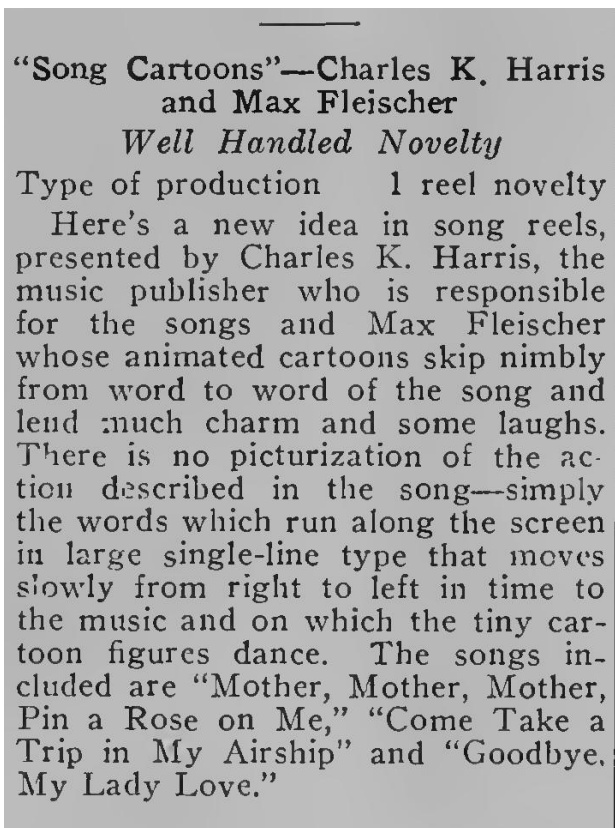 “Song Cartoons”—Charles K. Harris
and Max Fleischer
Well Handled Novelty
Type of production 1 reel novelty
Here's a new idea in song reels,
presented by Charles K. Harris, the
music publisher who is responsible
for the songs and Max Fleischer
whose animated cartoons skip nimbly
from word to word of the song and
lend much charm and some laughs.
There is no picturization of the ac-
tion described in the song—simply
the words which run along the screen
in large single-line type that moves
slowly from right to left in time to
the music and on which the tiny car-
toon figures dance. The songs in-
cluded are “Mother, Mother, Mother,
Pin a Rose on Me,” “Come Take a
Trip in My Airship” and “Goodbye,
My Lady Love.”